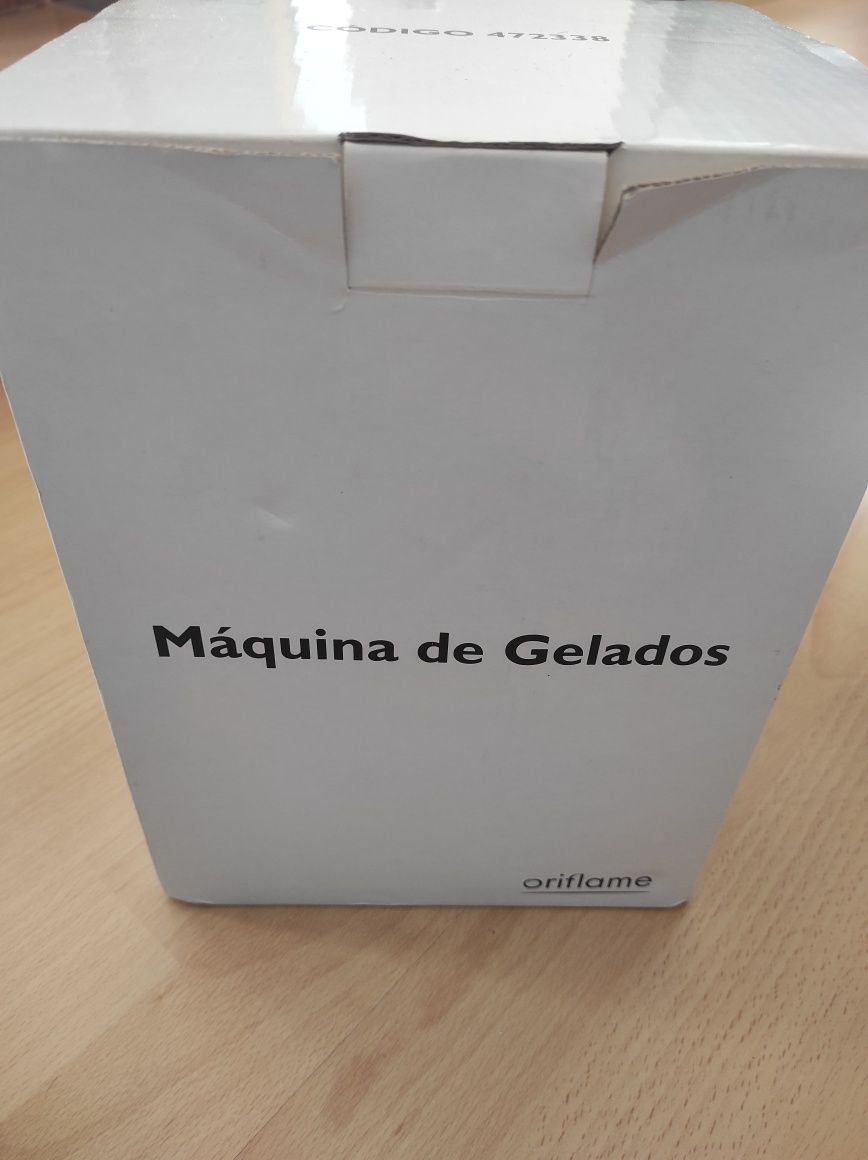 CÓDIGO 472338
Máquina de Gelados
oriflame